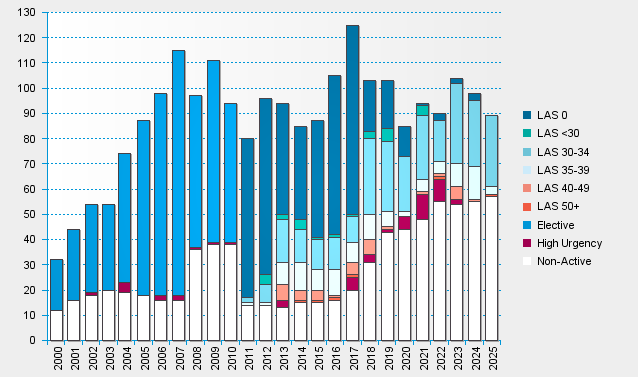 130
120
110
100
90
80
70
60
50
40
30
20
10
0
2000 2001 2002 2003 2004 2005 2006 2007 2008 2009 2010 2011 2012 2013 2014 2015 2016 2017 2018 2019 2020 2021 2022 2023 2024 2025
LAS 0
LAS <30
LAS 30-34
LAS 35-39
LAS 40-49
LAS 50+
Elective
High Urgency
Non-Active